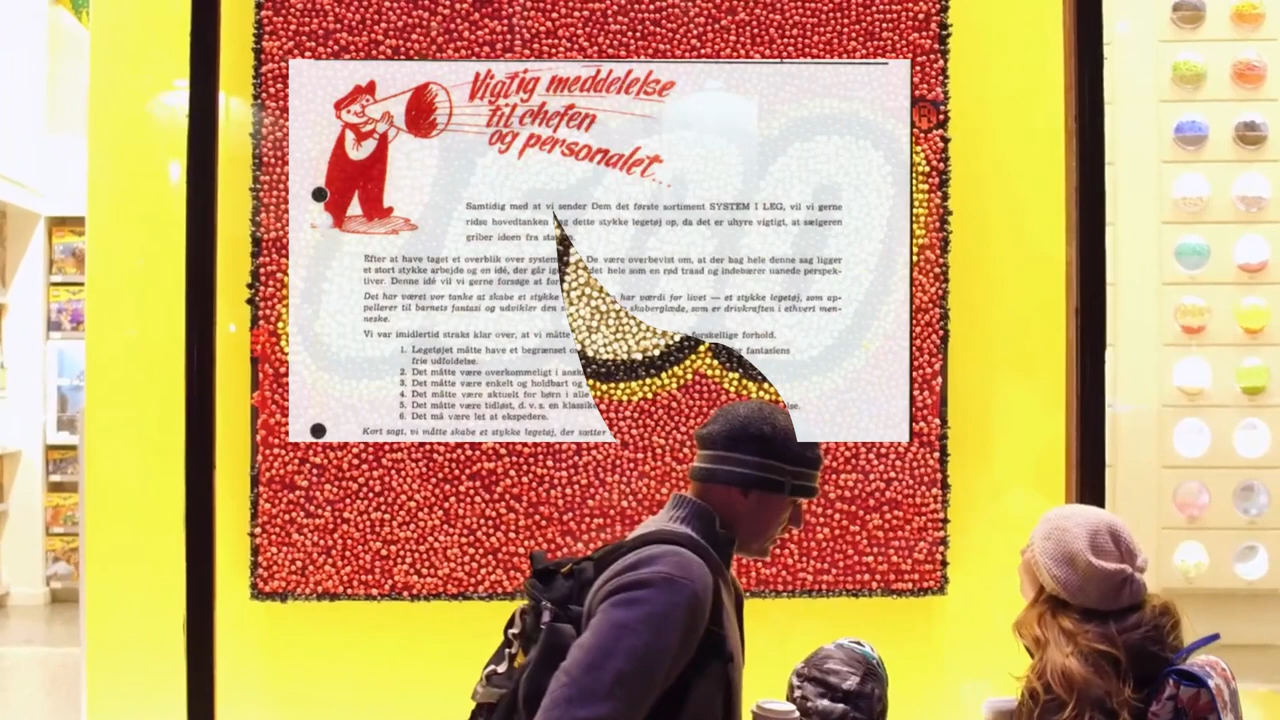 Vigtig meddelelse
til chefen
og personalet...
Samtidig med at vi sender Dem det første sortiment SYSTEM I LEG, vil vi gerne
ridse hovedtanken bag dette stykke legetøj op, da det er uhyre vigtigt, at sælgeren
griber ideen fra
Efter at have taget et overblik over De være overbevist om, at der bag hele denne sag ligger
et stort stykke arbejde og en idé, der går det hele som en rød traad og indebærer uanede perspek-
tiver. Denne idé vil vi gerne forsøge at
Det har været vor tanke at skabe et stykke har værdi for livet — et stykke legetøj, som ap-
pellerer til barnets fantasi og udvikler den skaberglæde, som er drivkraften i ethvert men-
neske.
Vi var imidlertid straks klar over, at vi måtte forskellige forhold.
1. Legetøjet måtte have et begrænset fantasiens
frie udfoldelse.
2. Det måtte være overkommeligt i
3. Det måtte være enkelt og holdbart og
4. Det måtte være aktuelt for børn i alle
5. Det måtte være tidløst, d. v. s. en
6. Det må være let at ekspedere.
Kort sagt, vi måtte skabe et stykke legetøj, der sætter